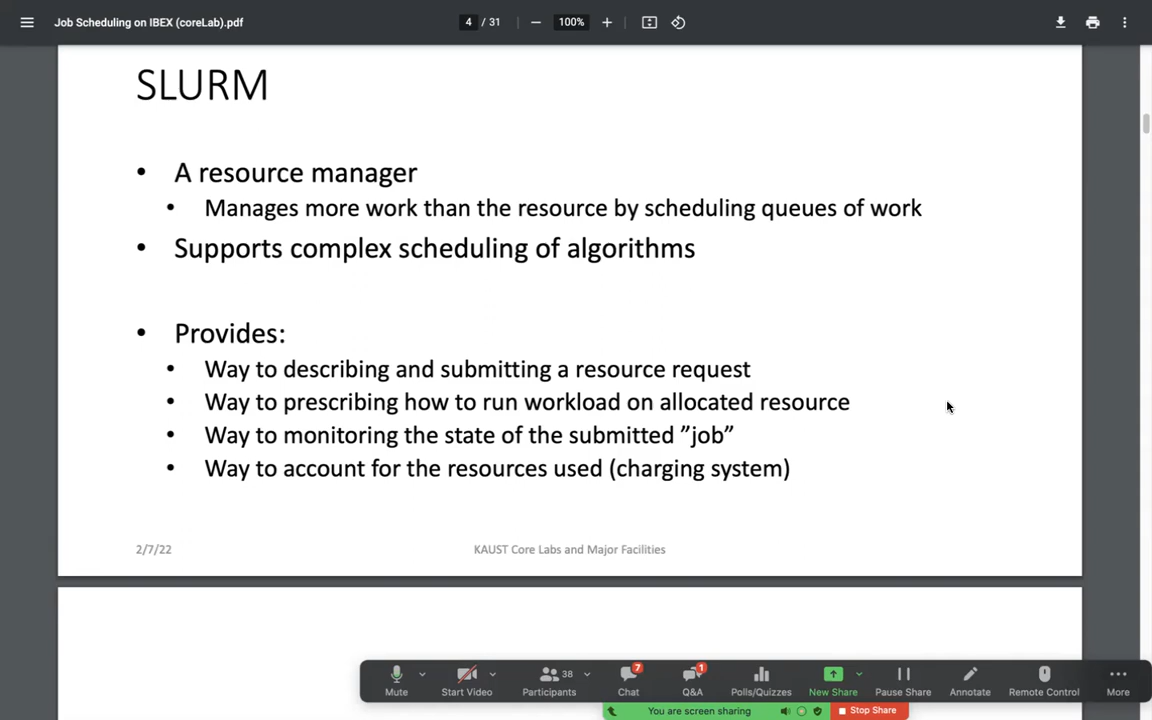 Job Scheduling on IBEX (coreLab).pdf
4 / 31
100%
SLURM
• A resource manager
• Manages more work than the resource by scheduling queues of work
• Supports complex scheduling of algorithms
• Provides:
• Way to describing and submitting a resource request
• Way to prescribing how to run workload on allocated resource
• Way to monitoring the state of the submitted ”job”
• Way to account for the resources used (charging system)
2/7/22
KAUST Core Labs and Major Facilities
38
7
1
Mute
Start Video
Participants
Chat
Q&A
Polls/Quizzes
New Share
Pause Share
Annotate
Remote Control
More
You are screen sharing
Stop Share